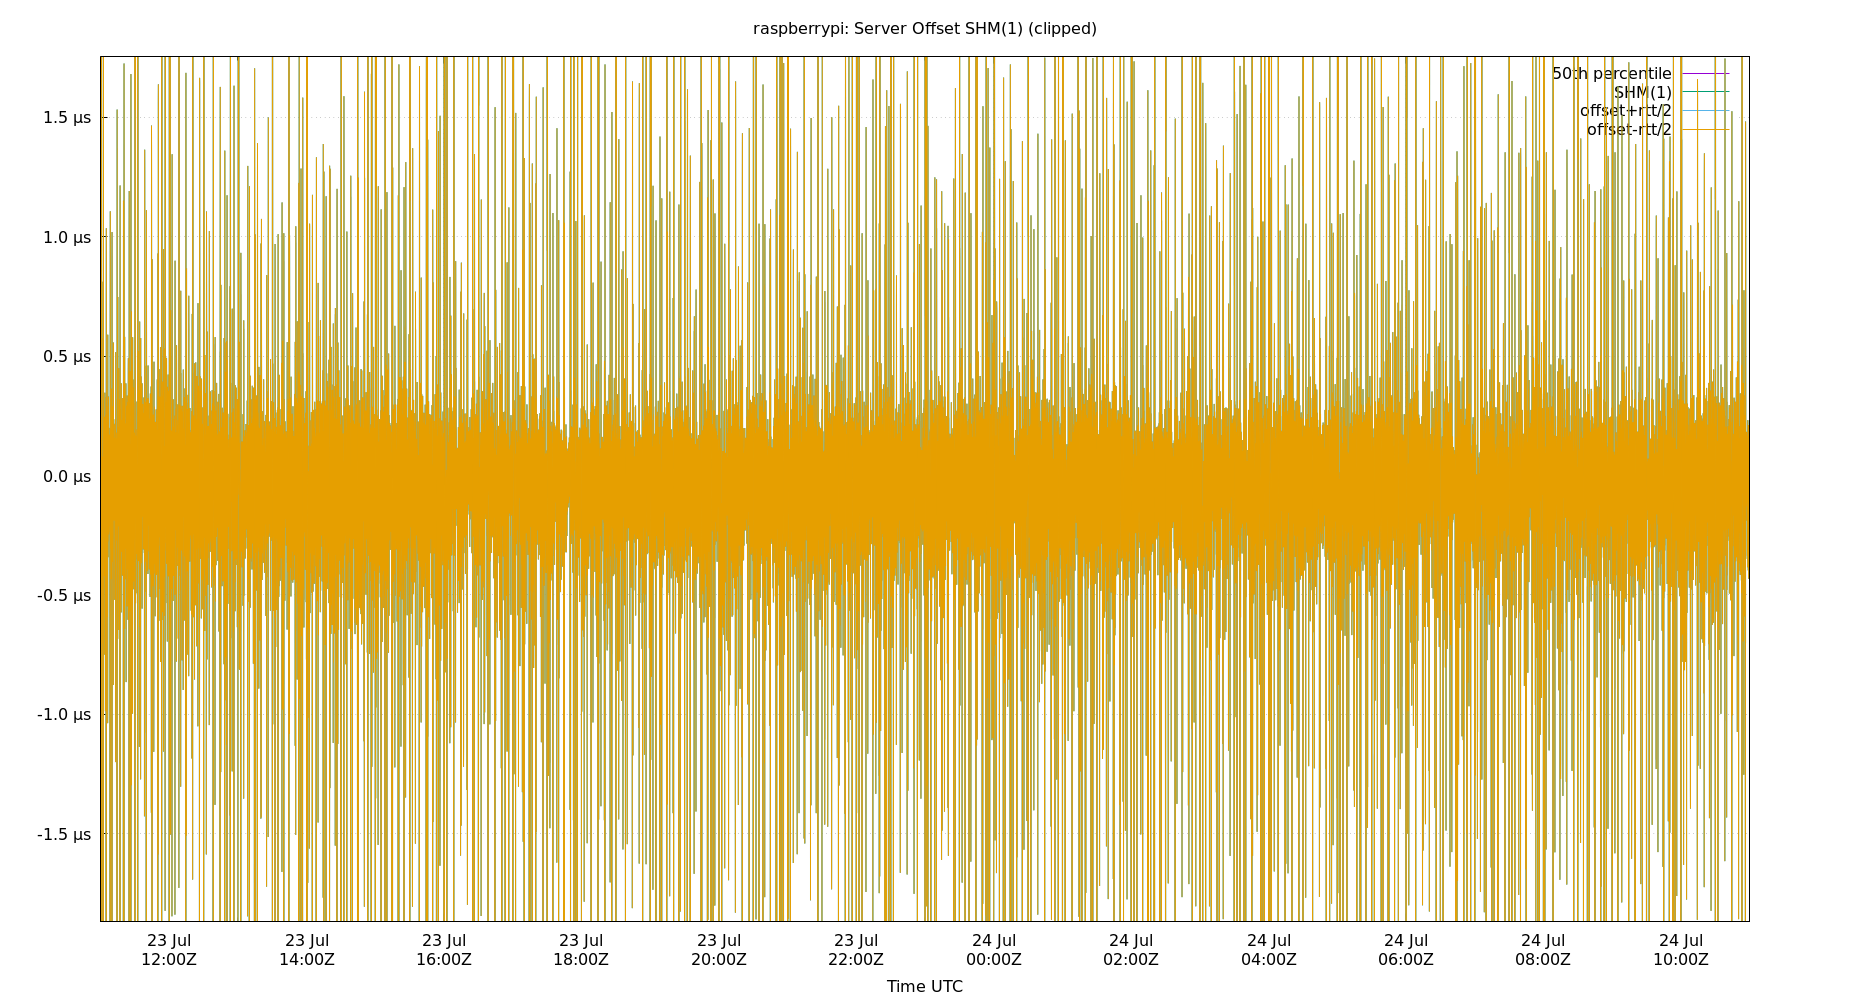 raspberrypi: Server Offset SHM(1) (clipped)
50th percentile
SHM(1)
offset+rtt/2
offset-rtt/2
1.5 µs
1.0 µs
0.5 µs
0.0 µs
-0.5 µs
-1.0 µs
-1.5 µs
23 Jul 23 Jul 23 Jul 23 Jul 23 Jul 23 Jul 24 Jul 24 Jul 24 Jul 24 Jul 24 Jul 24 Jul
12:00Z 14:00Z 16:00Z 18:00Z 20:00Z 22:00Z 00:00Z 02:00Z 04:00Z 06:00Z 08:00Z 10:00Z
Time UTC